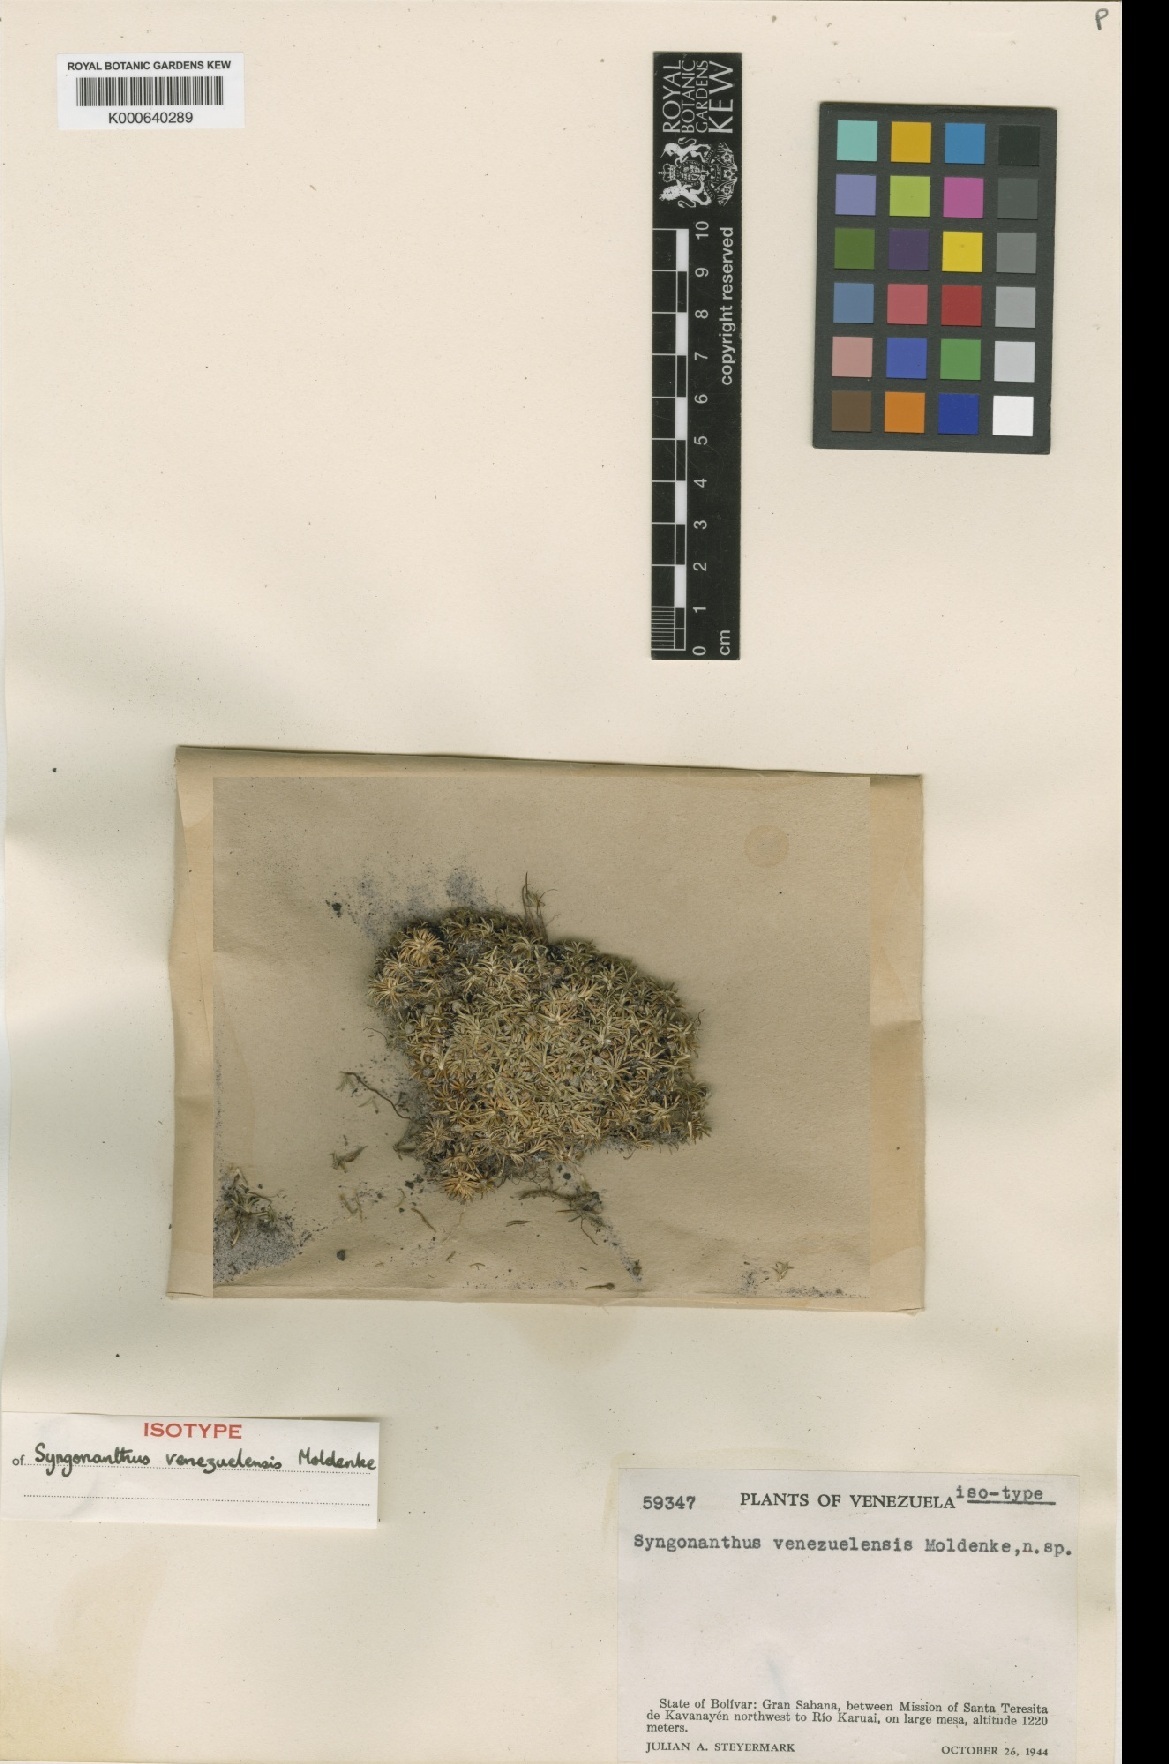 P
ROYAL BOTANIC GARDENS KEW
K000640289
ROYAL
BOTANIC
GARDENS
KEW
copyright reserved
0 1 2 3 4 5 6 7 8 9 10
cm
ISOTYPE
of Syngonanthus venezuelensis Moldenke
59347 PLANTS OF VENEZUELA iso-type
Syngonanthus venezuelensis Moldenke, n. sp.
State of Bolívar: Gran Sabana, between Mission of Santa Teresita
de Kavanayén northwest to Río Karuai, on large mesa, altitude 1220
meters.
JULIAN A. STEYERMARK OCTOBER 26, 1944